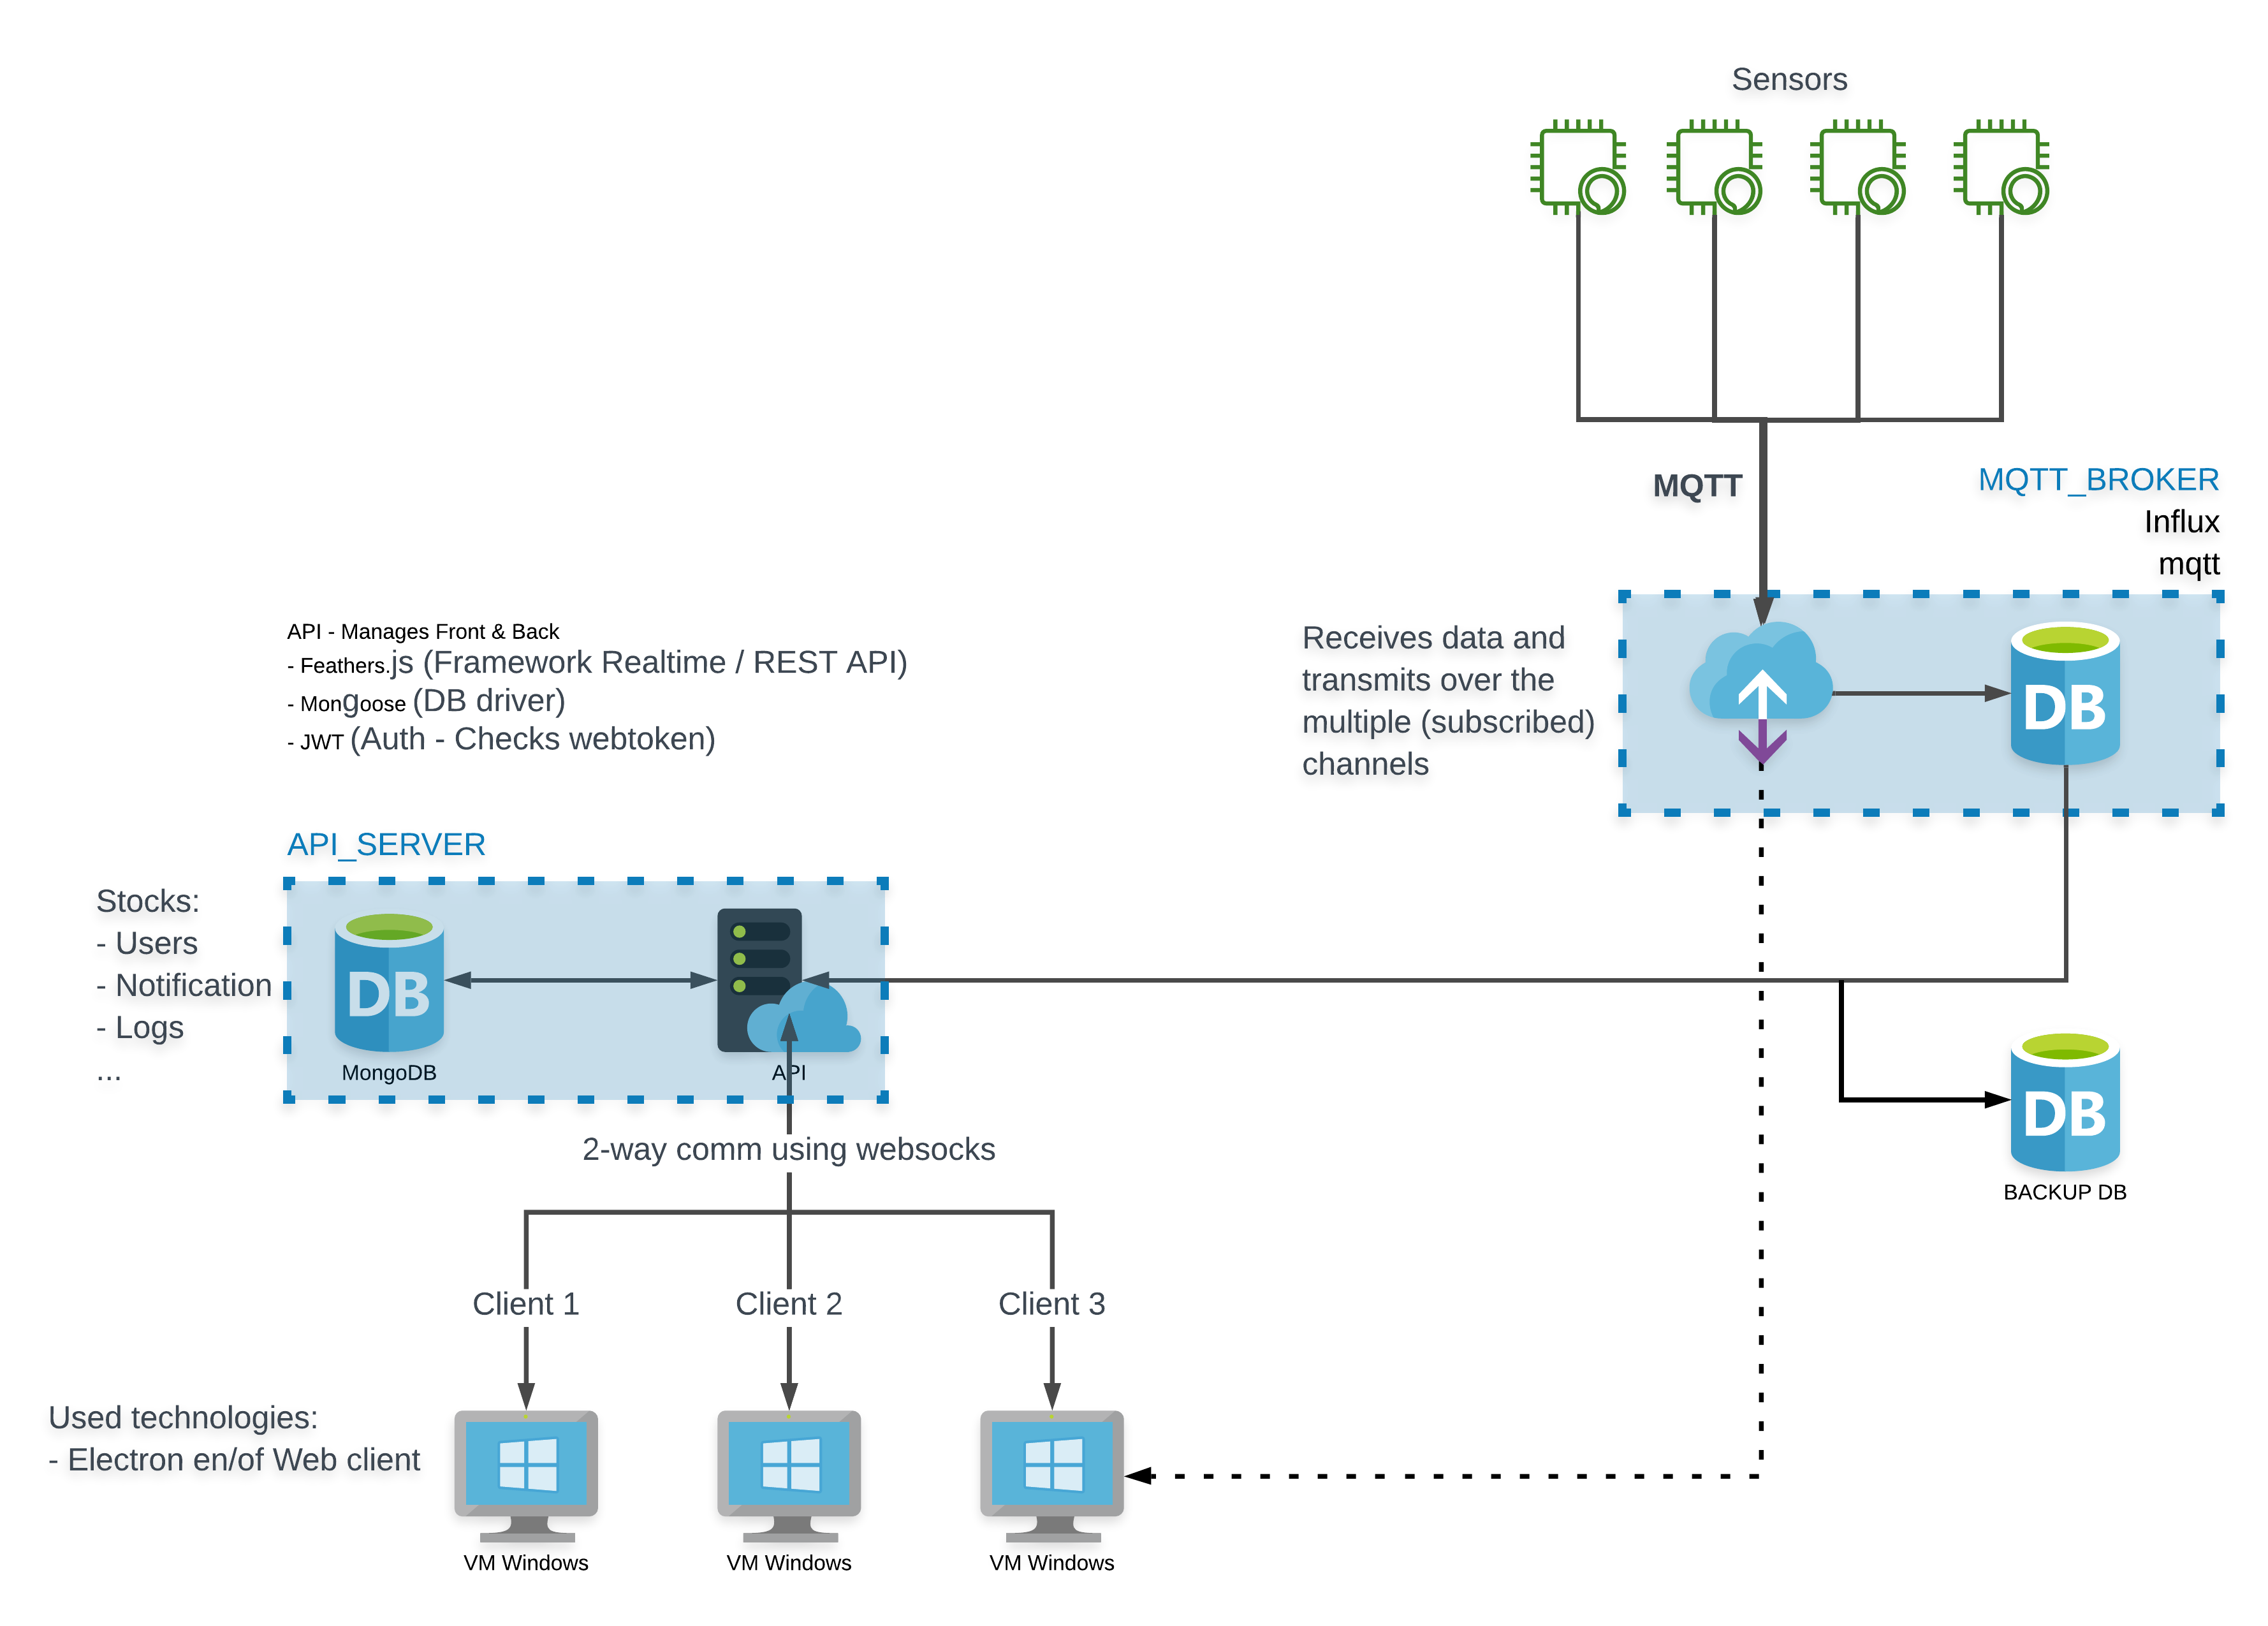 Sensors
MQTT
MQTT_BROKER
Influx
mqtt
Receives data and
transmits over the
multiple (subscribed)
channels
DB
API - Manages Front & Back
- Feathers.js (Framework Realtime / REST API)
- Mongoose (DB driver)
- JWT (Auth - Checks webtoken)
API_SERVER
Stocks:
- Users
- Notification
- Logs
...
DB
MongoDB
API
DB
BACKUP DB
2-way comm using websocks
Client 1
Client 2
Client 3
Used technologies:
- Electron en/of Web client
VM Windows
VM Windows
VM Windows